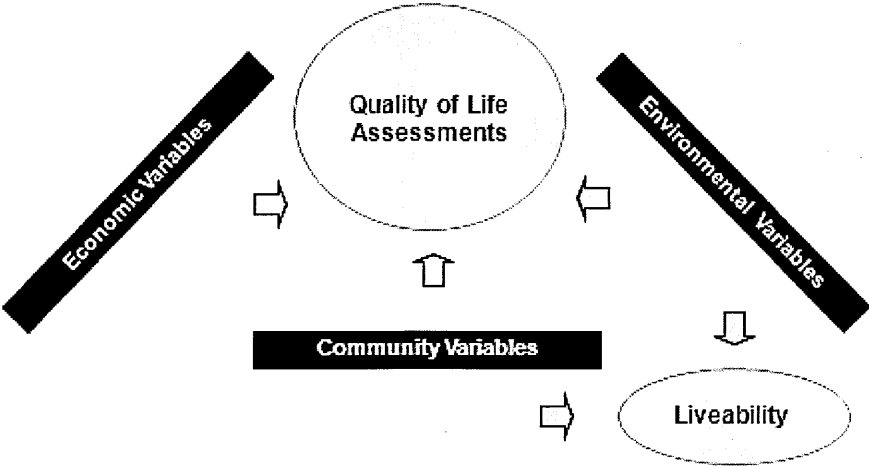 Quality of Life
Assessments
Economic Variables
Environmental Variables
Community Variables
Liveability